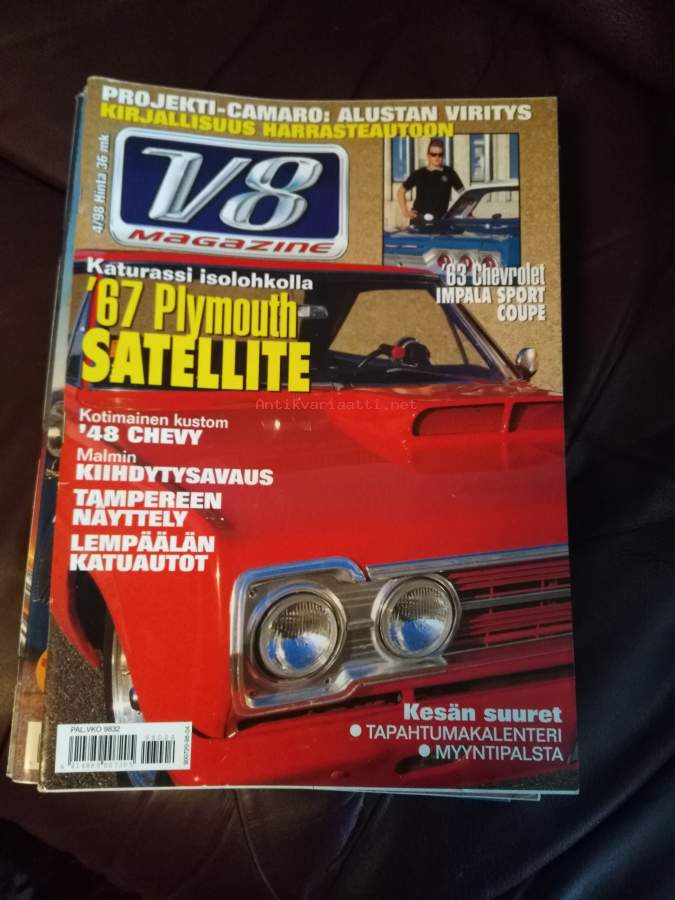 PROJEKTI-CAMARO: ALUSTAN VIRITYS
KIRJALLISUUS HARRASTEAUTOON
4/98 Hinta 36 mk
V8
MAGAZINE
'63 Chevrolet
IMPALA SPORT
COUPE
Katurassi isolohkolla
'67 Plymouth
SATELLITE
Antikvariaatti.net
Kotimainen kustom
'48 CHEVY
Malmin
KIIHDYTYSAVAUS
TAMPEREEN
NÄYTTELY
LEMPÄÄLÄN
KATUAUTOT
Kesän suuret
● TAPAHTUMAKALENTERI
● MYYNTIPALSTA
PAL.VKO 9832